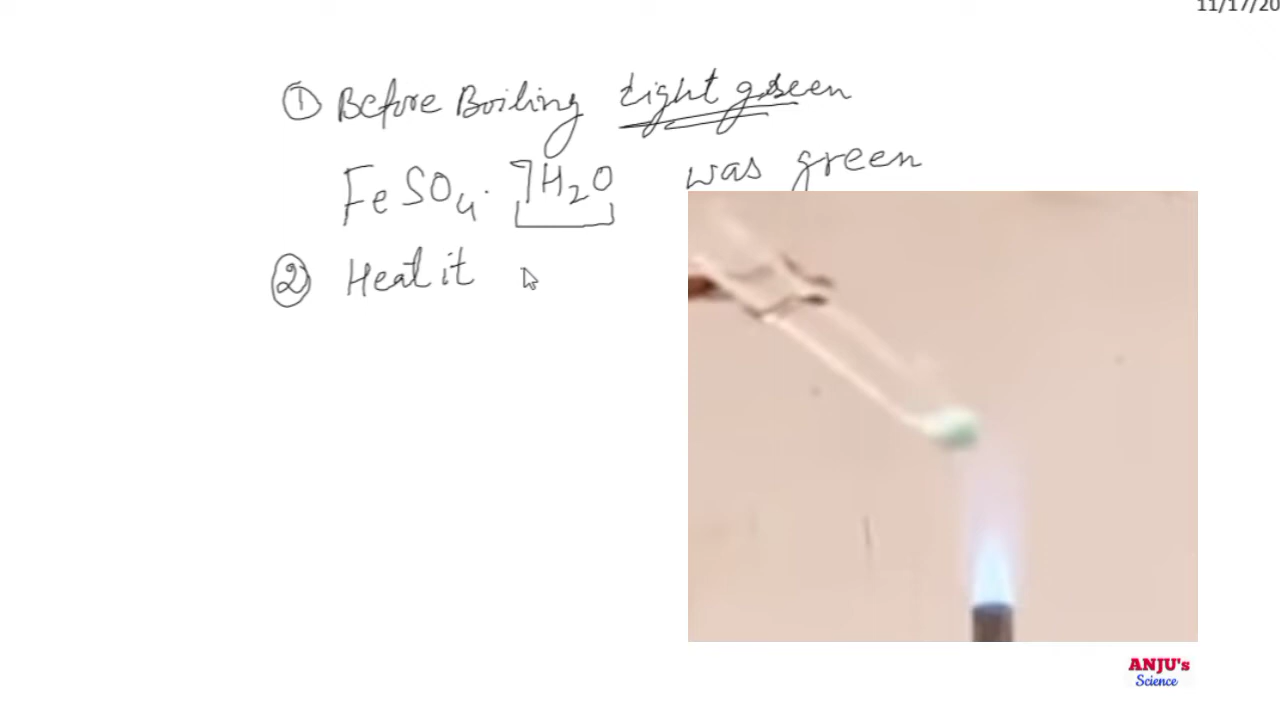 11/17/20
① Before Boiling light green
FeSO₄. 7H₂O was green
② Heat it
ANJU's
Science